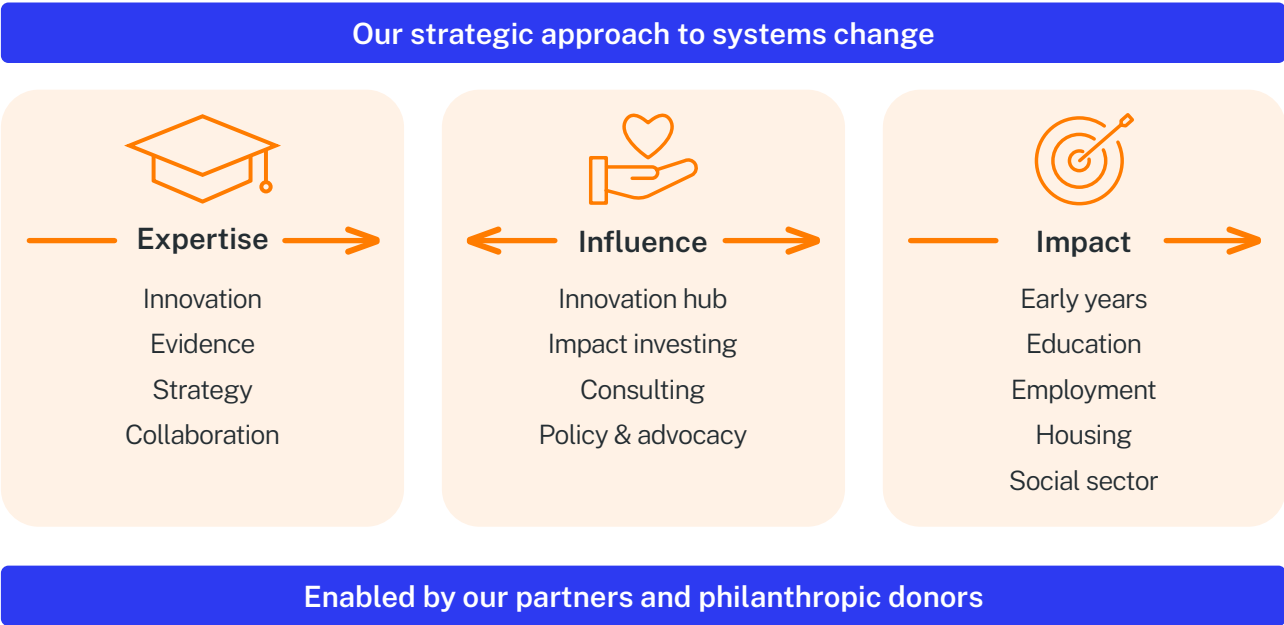 Our strategic approach to systems change
Expertise
Innovation
Evidence
Strategy
Collaboration
Influence
Innovation hub
Impact investing
Consulting
Policy & advocacy
Impact
Early years
Education
Employment
Housing
Social sector
Enabled by our partners and philanthropic donors